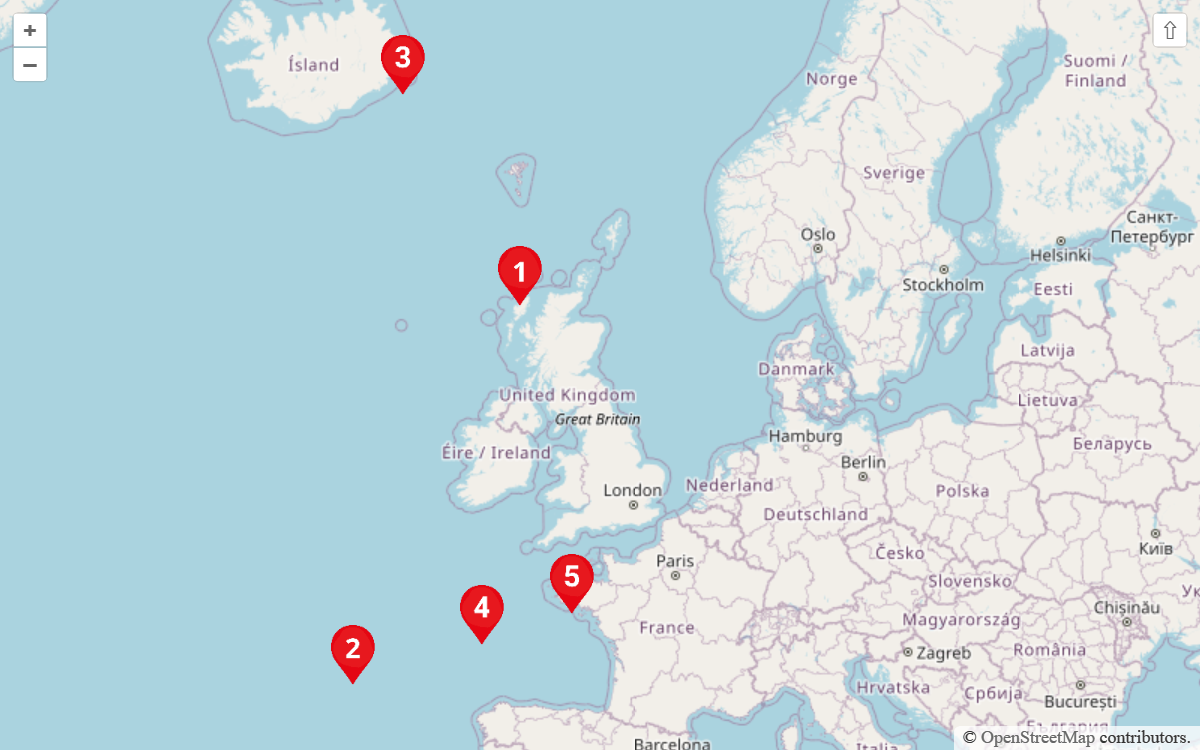 +
−
⇧
3
Ísland
Norge
Suomi /
Finland
Sverige
Санкт-
Петербург
Oslo
Helsinki
1
Stockholm
Eesti
Latvija
Danmark
United Kingdom
Lietuva
Great Britain
Hamburg
Беларусь
Éire / Ireland
Berlin
London
Nederland
Polska
Deutschland
Київ
Česko
Paris
5
Slovensko
4
Chișinău
France
Magyarország
2
Zagreb
România
Hrvatska
Србија
București
България
Barcelona
Italia
© OpenStreetMap contributors.